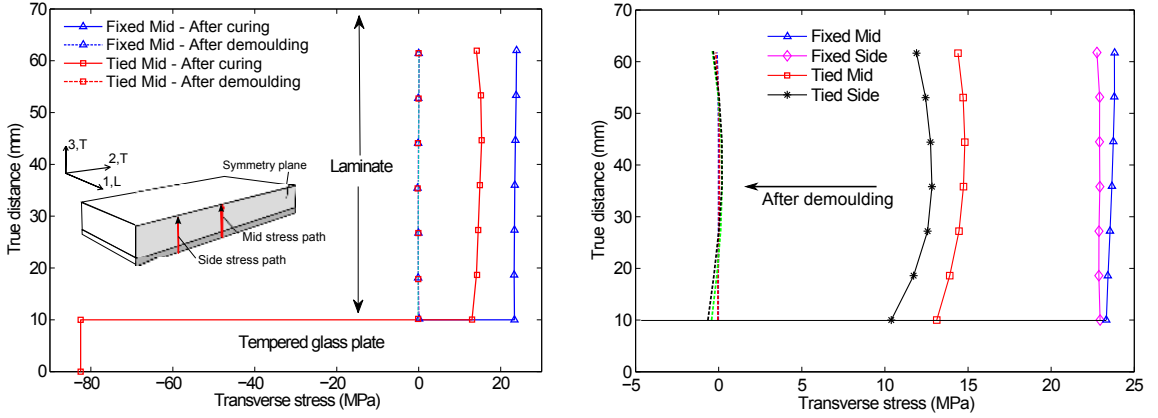 70
60
50
40
30
20
10
0
True distance (mm)
−80
−60
−40
−20
0
20
Transverse stress (MPa)
Fixed Mid - After curing
Fixed Mid - After demoulding
Tied Mid - After curing
Tied Mid - After demoulding
3,T
2,T
1,L
Symmetry plane
Mid stress path
Side stress path
Laminate
Tempered glass plate
70
60
50
40
30
20
10
0
True distance (mm)
−5
0
5
10
15
20
25
Transverse stress (MPa)
Fixed Mid
Fixed Side
Tied Mid
Tied Side
After demoulding